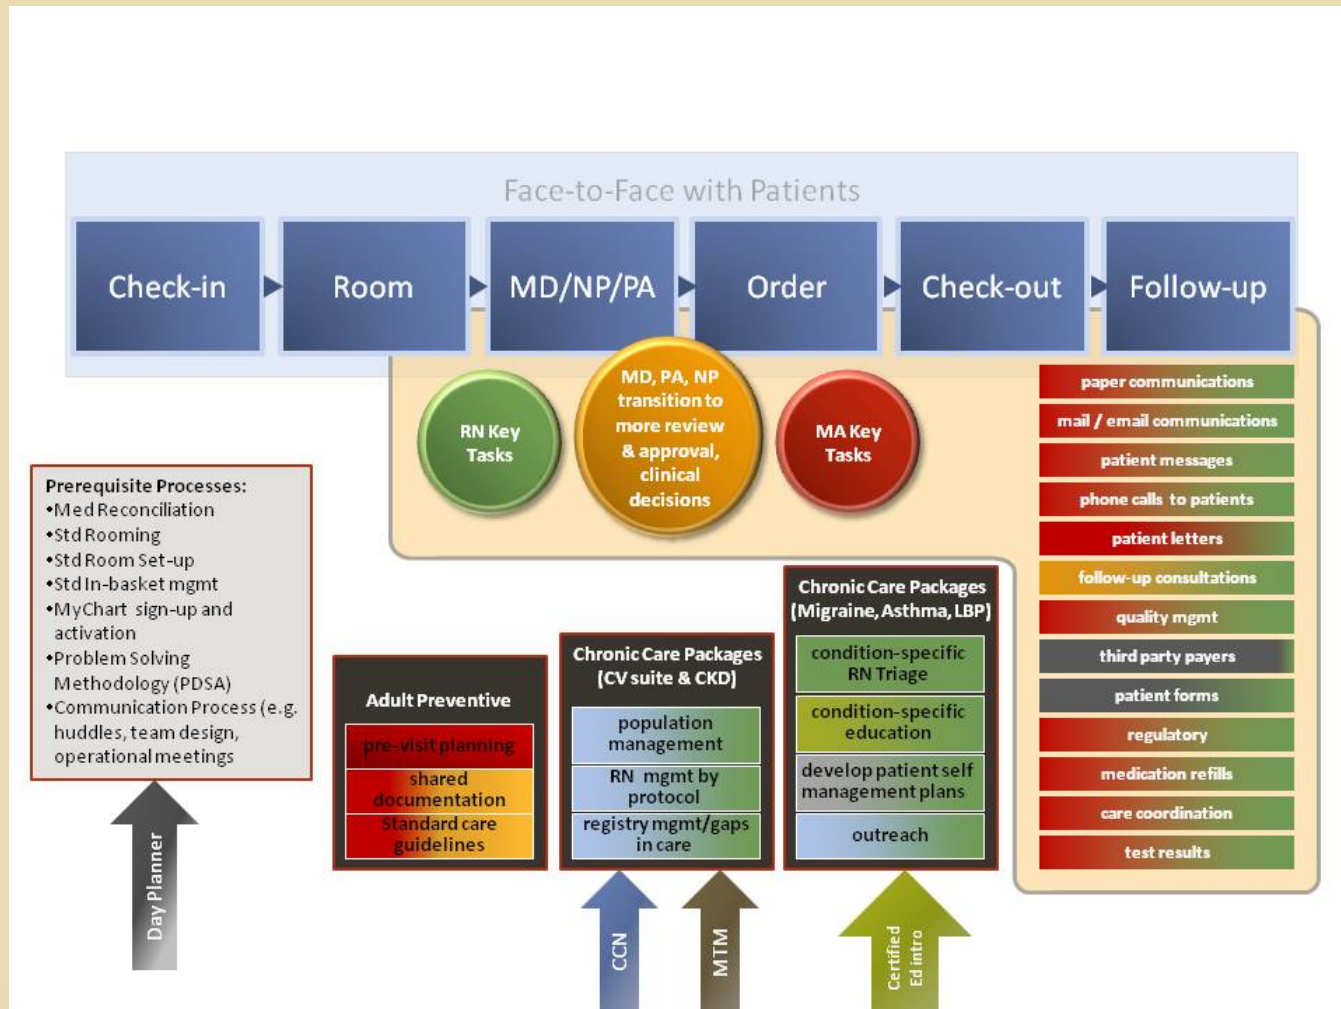 Face-to-Face with Patients
Check-in
Room
MD/NP/PA
Order
Check-out
Follow-up
RN Key
Tasks
MD, PA, NP
transition to
more review
& approval,
clinical
decisions
MA Key
Tasks
paper communications
mail / email communications
patient messages
phone calls to patients
patient letters
follow-up consultations
quality mgmt
third party payers
patient forms
regulatory
medication refills
care coordination
test results
Prerequisite Processes:
•Med Reconciliation
•Std Rooming
•Std Room Set-up
•Std In-basket mgmt
•MyChart sign-up and
activation
•Problem Solving
Methodology (PDSA)
•Communication Process (e.g.
huddles, team design,
operational meetings
Day Planner
Adult Preventive
pre-visit planning
shared
documentation
Standard care
guidelines
Chronic Care Packages
(CV suite & CKD)
population
management
RN mgmt by
protocol
registry mgmt/gaps
in care
CCN
MTM
Chronic Care Packages
(Migraine, Asthma, LBP)
condition-specific
RN Triage
condition-specific
education
develop patient self
management plans
outreach
Certified
Ed intro